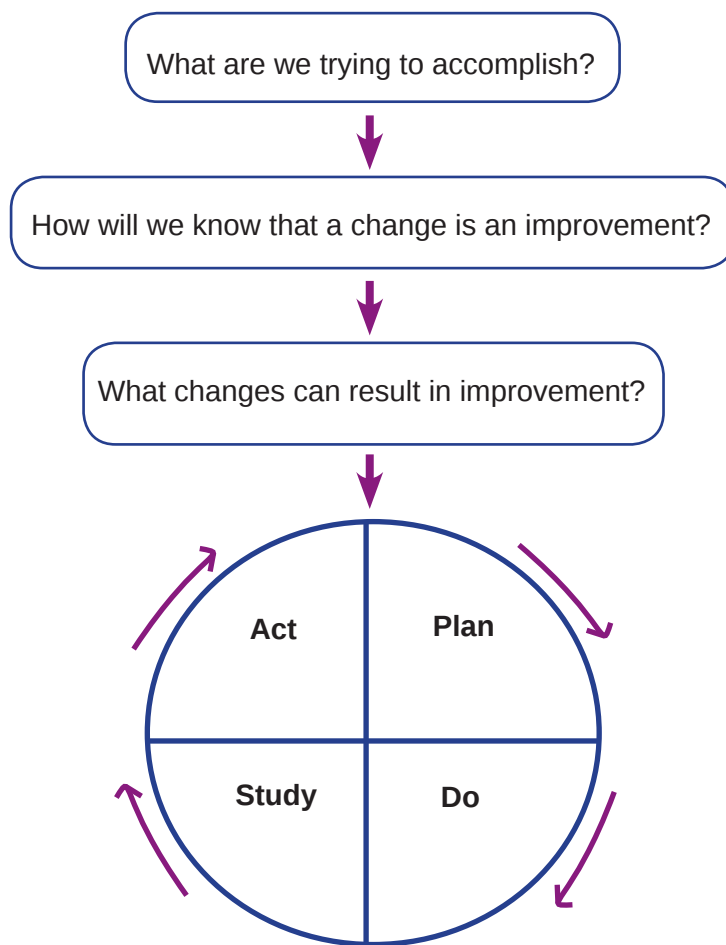 What are we trying to accomplish?
How will we know that a change is an improvement?
What changes can result in improvement?
Act
Plan
Study
Do